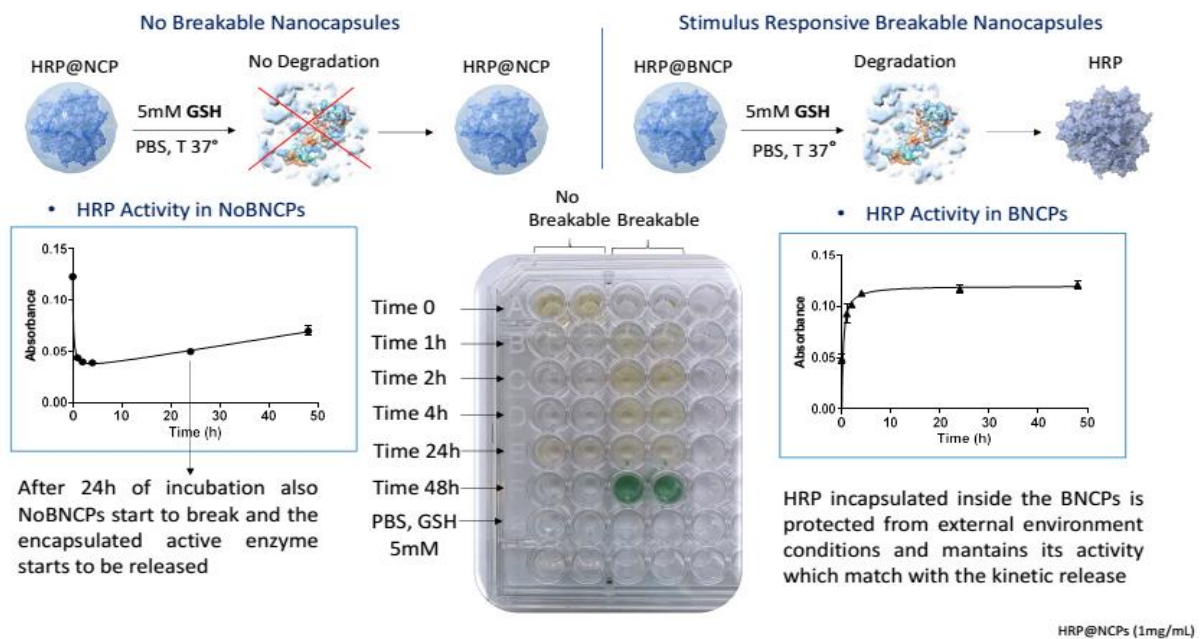 No Breakable Nanocapsules
Stimulus Responsive Breakable Nanocapsules
HRP@NCP
No Degradation
HRP@NCP
5mM GSH
PBS, T 37°
HRP@BNCP
Degradation
HRP
5mM GSH
PBS, T 37°
• HRP Activity in NoBNCPs
0.15
0.10
0.05
0.00
Absorbance
0 10 20 30 40 50
Time (h)
After 24h of incubation also
NoBNCPs start to break and the
encapsulated active enzyme
starts to be released
No
Breakable Breakable
Time 0
Time 1h
Time 2h
Time 4h
Time 24h
Time 48h
PBS, GSH
5mM
A
B
C
D
• HRP Activity in BNCPs
0.15
0.10
0.05
0.00
Absorbance
0 10 20 30 40 50
Time (h)
HRP incapsulated inside the BNCPs is
protected from external environment
conditions and mantains its activity
which match with the kinetic release
HRP@NCPs (1mg/mL)